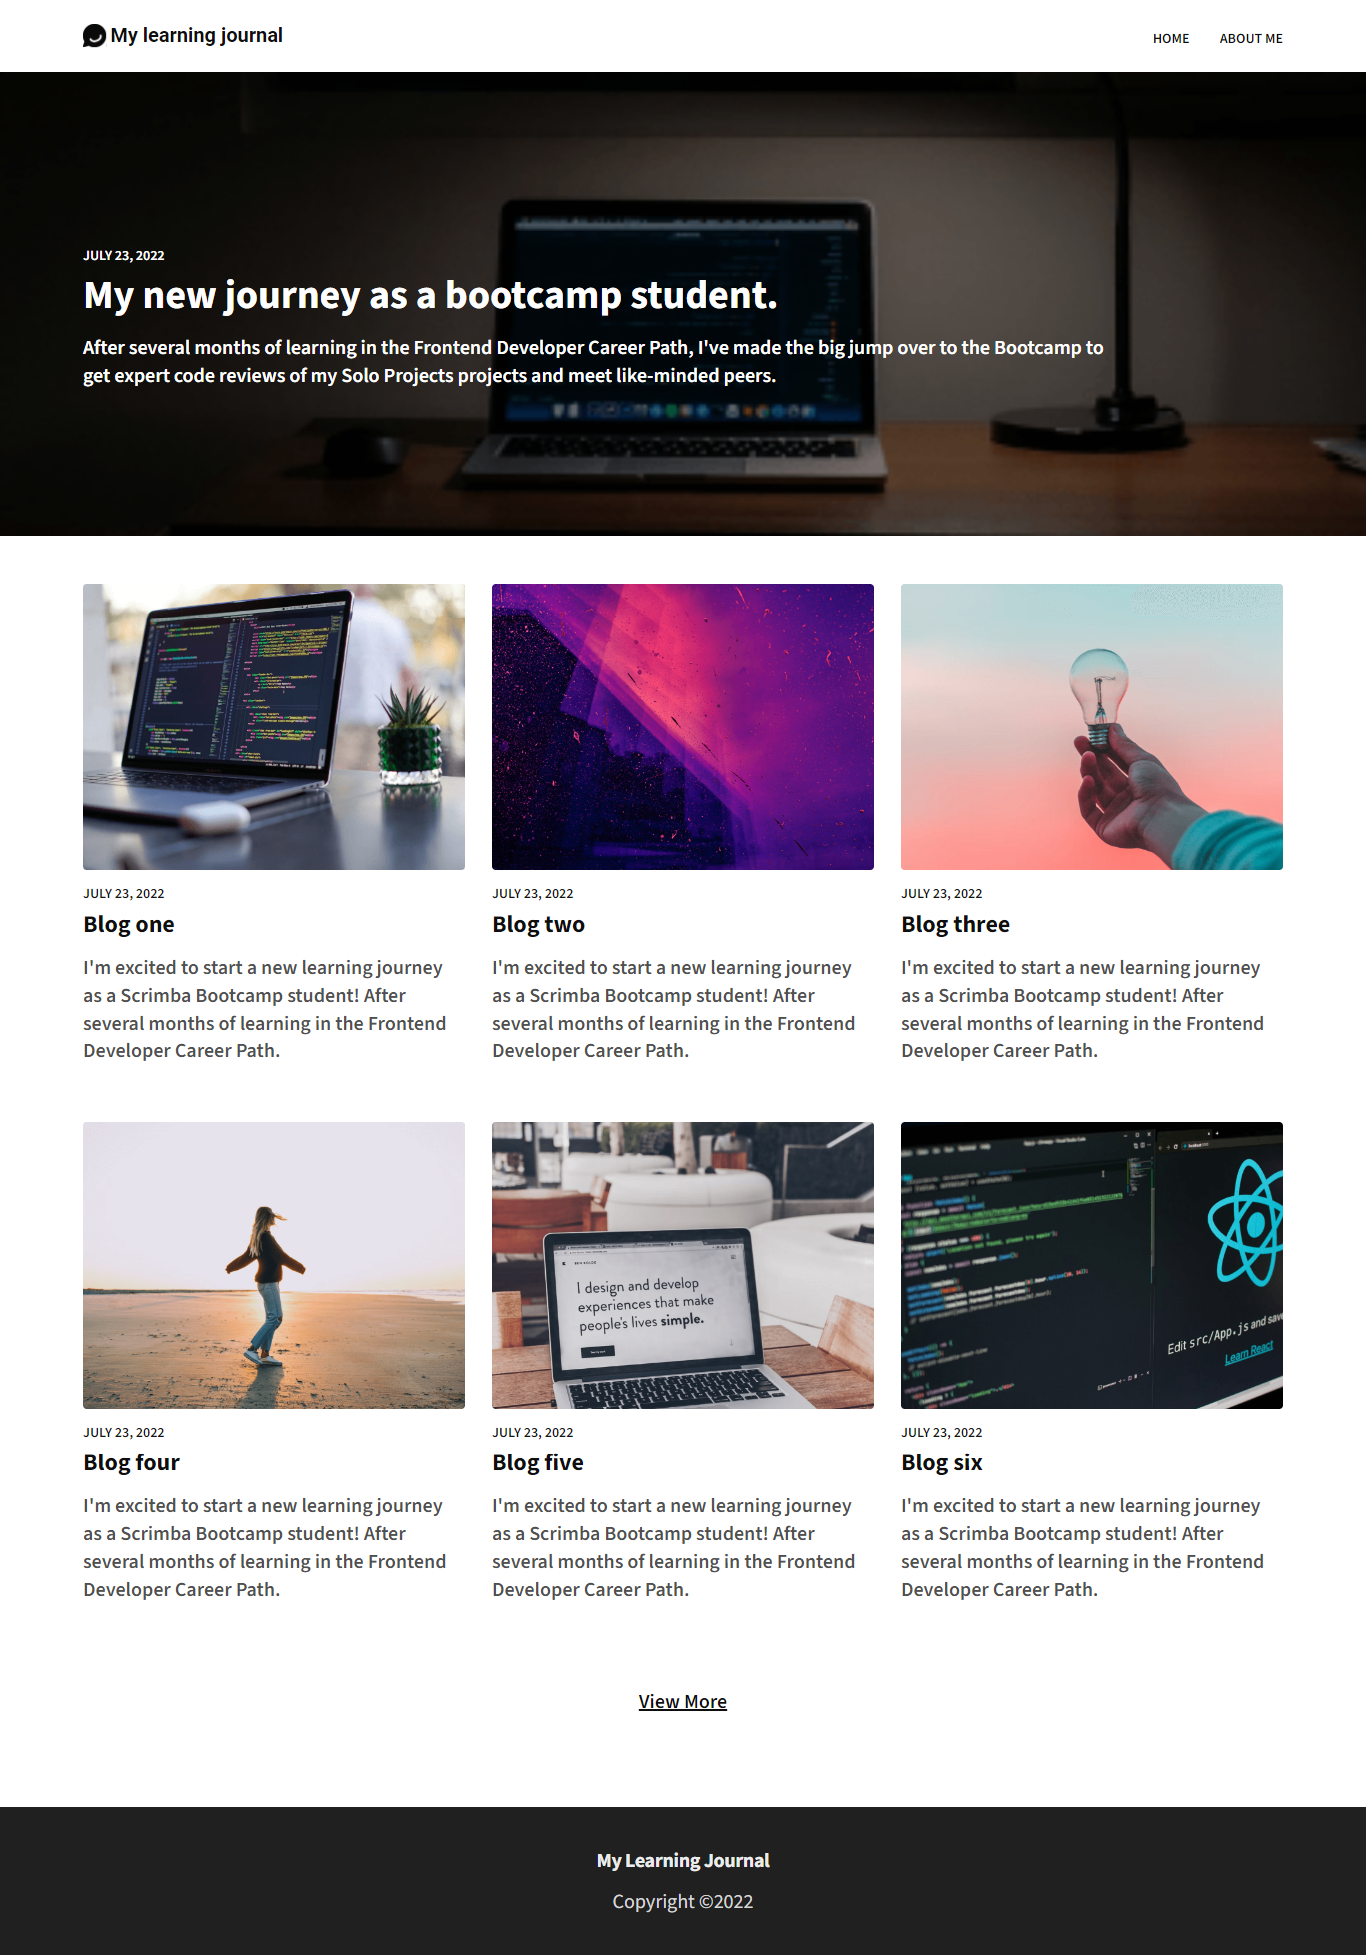 My learning journal
HOME
ABOUT ME
JULY 23, 2022
My new journey as a bootcamp student.
After several months of learning in the Frontend Developer Career Path, I've made the big jump over to the Bootcamp to
get expert code reviews of my Solo Projects projects and meet like-minded peers.
JULY 23, 2022
Blog one
I'm excited to start a new learning journey
as a Scrimba Bootcamp student! After
several months of learning in the Frontend
Developer Career Path.
JULY 23, 2022
Blog two
I'm excited to start a new learning journey
as a Scrimba Bootcamp student! After
several months of learning in the Frontend
Developer Career Path.
JULY 23, 2022
Blog three
I'm excited to start a new learning journey
as a Scrimba Bootcamp student! After
several months of learning in the Frontend
Developer Career Path.
JULY 23, 2022
Blog four
I'm excited to start a new learning journey
as a Scrimba Bootcamp student! After
several months of learning in the Frontend
Developer Career Path.
I design and develop
experiences that make
people's lives simple.
JULY 23, 2022
Blog five
I'm excited to start a new learning journey
as a Scrimba Bootcamp student! After
several months of learning in the Frontend
Developer Career Path.
Edit src/App.js and save
Learn React
JULY 23, 2022
Blog six
I'm excited to start a new learning journey
as a Scrimba Bootcamp student! After
several months of learning in the Frontend
Developer Career Path.
View More
My Learning Journal
Copyright ©2022